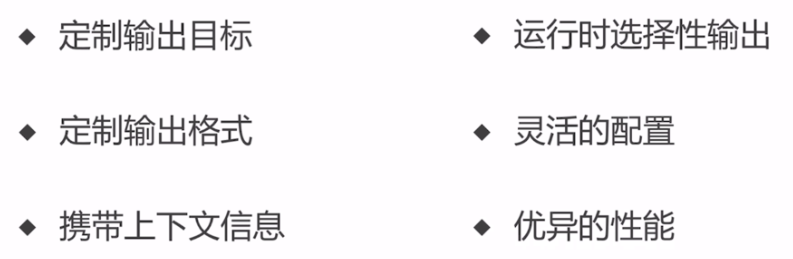 ◆ 定制输出目标
◆ 定制输出格式
◆ 携带上下文信息
◆ 运行时选择性输出
◆ 灵活的配置
◆ 优异的性能